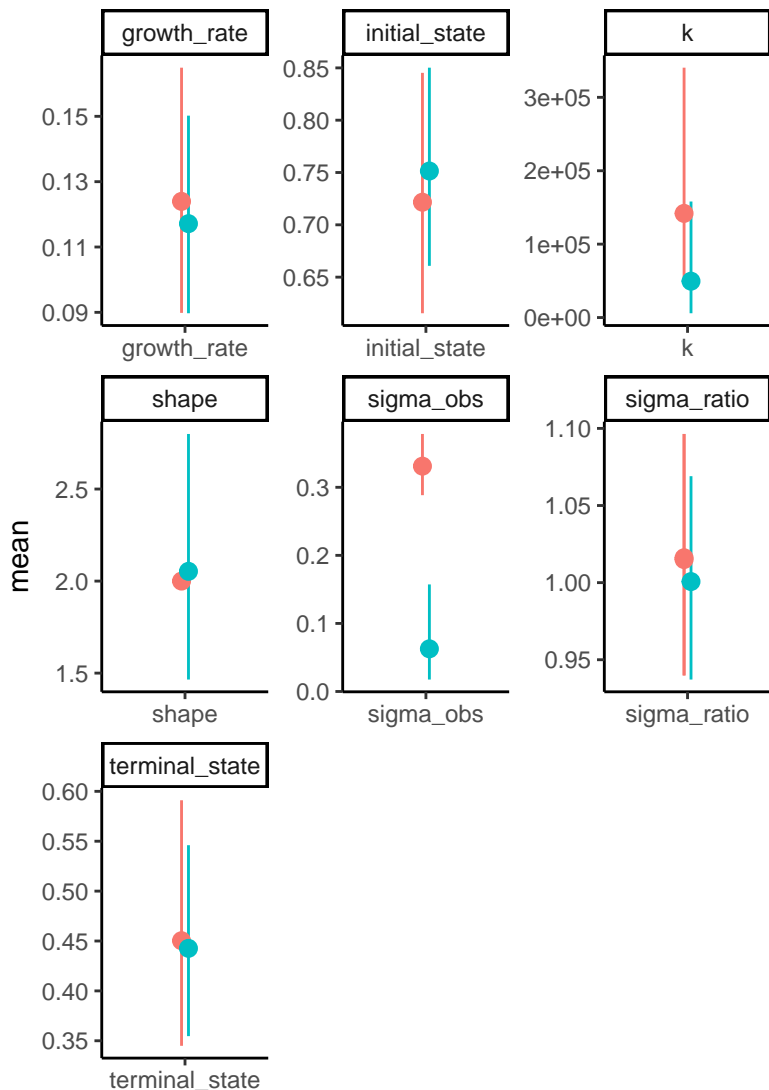 growth_rate
initial_state
k
0.15
0.13
0.11
0.09
growth_rate
0.85
0.80
0.75
0.70
0.65
initial_state
3e+05
2e+05
1e+05
0e+00
k
shape
sigma_obs
sigma_ratio
2.5
2.0
1.5
shape
0.3
0.2
0.1
0.0
sigma_obs
1.10
1.05
1.00
0.95
sigma_ratio
mean
terminal_state
0.60
0.55
0.50
0.45
0.40
0.35
terminal_state